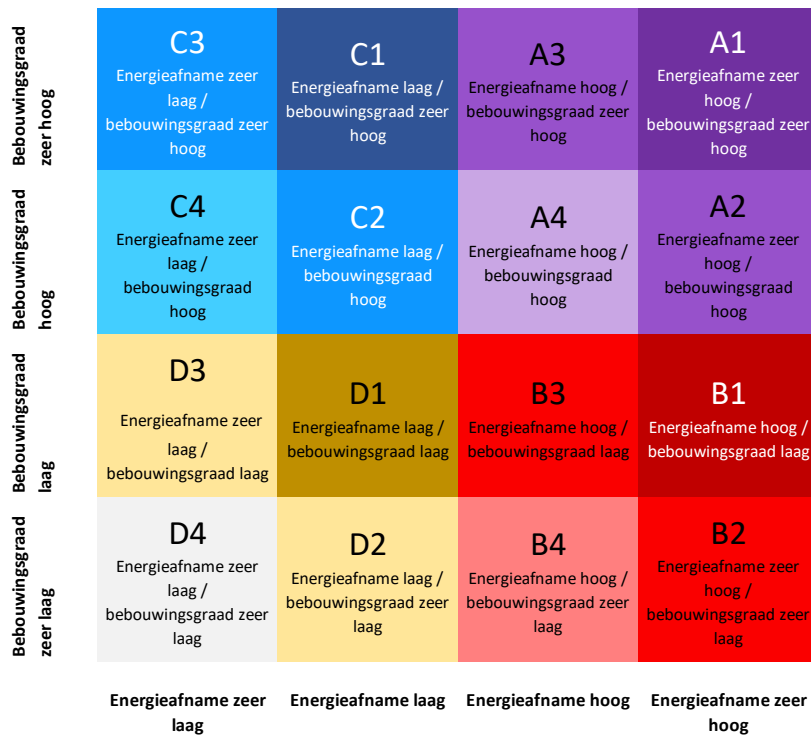 Bebouwingsgraad
zeer hoog
C3
Energieafname zeer
laag /
bebouwingsgraad zeer
hoog
C1
Energieafname laag /
bebouwingsgraad zeer
hoog
A3
Energieafname hoog
/ bebouwingsgraad
zeer hoog
A1
Energieafname zeer
hoog /
bebouwingsgraad zeer
hoog
Bebouwingsgraad
hoog
C4
Energieafname zeer
laag /
bebouwingsgraad
hoog
C2
Energieafname laag /
bebouwingsgraad
hoog
A4
Energieafname hoog
/ bebouwingsgraad
hoog
A2
Energieafname zeer
hoog /
bebouwingsgraad
hoog
Bebouwingsgraad
laag
D3
Energieafname zeer
laag /
bebouwingsgraad laag
D1
Energieafname laag /
bebouwingsgraad laag
B3
Energieafname hoog
/ bebouwingsgraad laag
B1
Energieafname hoog /
bebouwingsgraad laag
Bebouwingsgraad
zeer laag
D4
Energieafname zeer
laag /
bebouwingsgraad zeer
laag
D2
Energieafname laag /
bebouwingsgraad zeer
laag
B4
Energieafname hoog /
bebouwingsgraad zeer
laag
B2
Energieafname zeer
hoog /
bebouwingsgraad zeer
laag
Energieafname zeer
laag
Energieafname laag
Energieafname hoog
Energieafname zeer
hoog